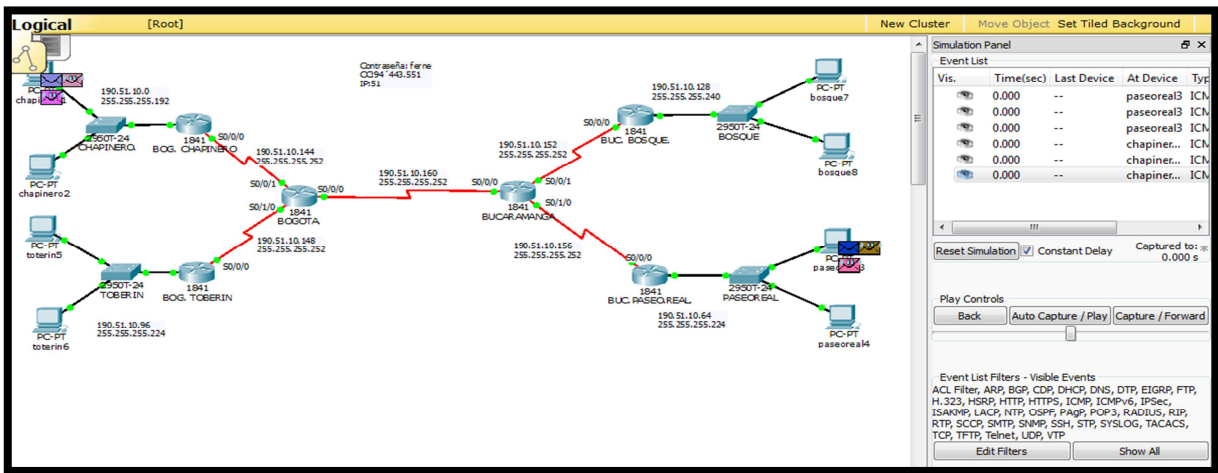 Logical
[Root]
New Cluster
Move Object
Set Tiled Background
Contraseña: ferne
CC94´443.551
IP:51
190.51.10.0
255.255.255.192
2950T-24
CHAPINERO.
1841
BOG. CHAPINERO
S0/0/0
PC-PT
chapinero2
190.51.10.144
255.255.255.252
S0/0/1
S0/0/0
S0/1/0
1841
BOGOTA
190.51.10.148
255.255.255.252
S0/0/0
PC-PT
toterin5
2950T-24
TOBERIN
1841
BOG. TOBERIN
PC-PT
toterin6
190.51.10.96
255.255.255.224
190.51.10.160
255.255.255.252
S0/0/0
S0/0/1
S0/1/0
1841
BUCARAMANGA
190.51.10.152
255.255.255.252
S0/0/0
1841
BUC. BOSQUE.
190.51.10.128
255.255.255.240
2950T-24
BOSQUE
PC-PT
bosque7
PC-PT
bosque8
190.51.10.156
255.255.255.252
S0/0/0
1841
BUC. PASEO.REAL.
2950T-24
PASEOREAL
190.51.10.64
255.255.255.224
PC-PT
paseoreal4
Simulation Panel
Event List
Vis. Time(sec) Last Device At Device Typ
0.000 -- paseoreal3 ICM
0.000 -- paseoreal3 ICM
0.000 -- paseoreal3 ICM
0.000 -- chapiner... ICM
0.000 -- chapiner... ICM
0.000 -- chapiner... ICM
Reset Simulation
Constant Delay
Captured to:
0.000 s
Play Controls
Back
Auto Capture / Play
Capture / Forward
Event List Filters - Visible Events
ACL Filter, ARP, BGP, CDP, DHCP, DNS, DTP, EIGRP, FTP,
H.323, HSRP, HTTP, HTTPS, ICMP, ICMPv6, IPSec,
ISAKMP, LACP, NTP, OSPF, PAgP, POP3, RADIUS, RIP,
RTP, SCCP, SMTP, SNMP, SSH, STP, SYSLOG, TACACS,
TCP, TFTP, Telnet, UDP, VTP
Edit Filters
Show All